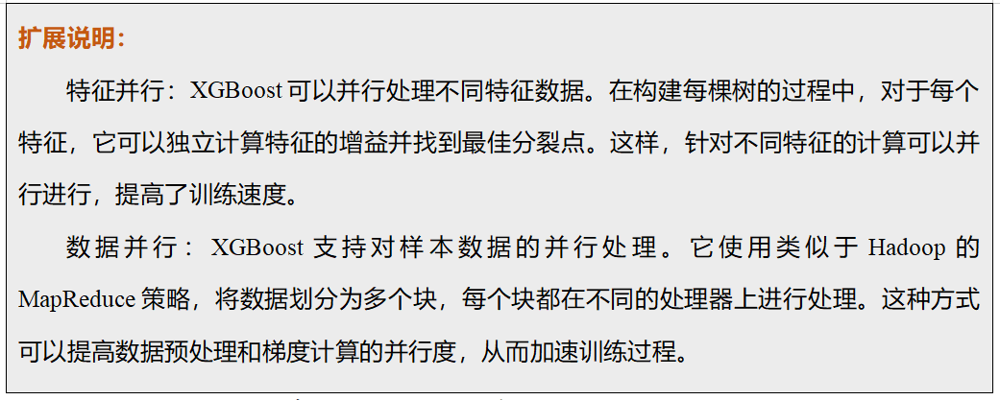 扩展说明：
特征并行：XGBoost 可以并行处理不同特征数据。在构建每棵树的过程中，对于每个
特征，它可以独立计算特征的增益并找到最佳分裂点。这样，针对不同特征的计算可以并
行进行，提高了训练速度。
数据并行：XGBoost 支持对样本数据的并行处理。它使用类似于 Hadoop 的
MapReduce 策略，将数据划分为多个块，每个块都在不同的处理器上进行处理。这种方式
可以提高数据预处理和梯度计算的并行度，从而加速训练过程。